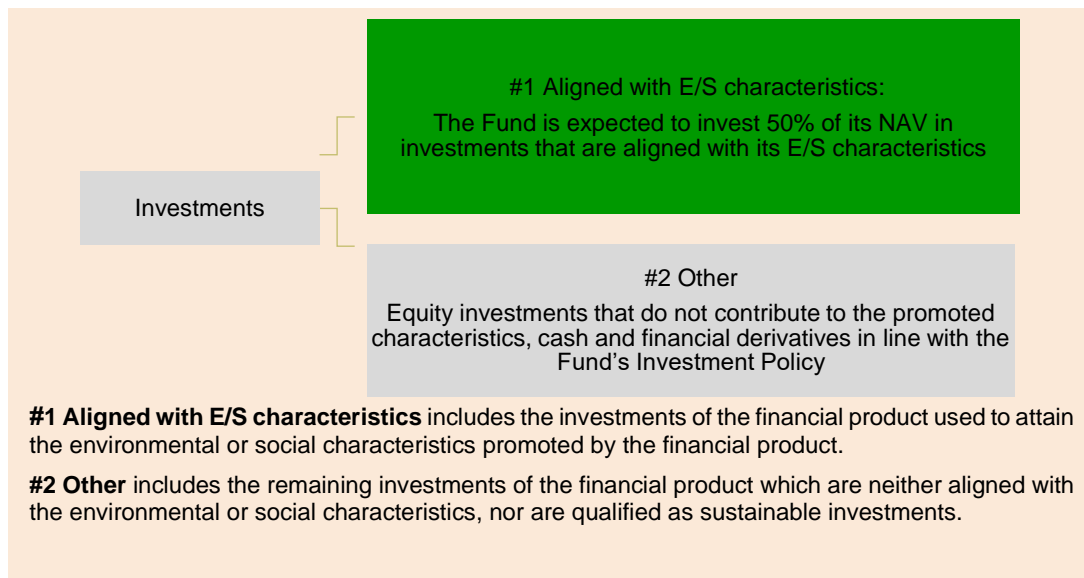 #1 Aligned with E/S characteristics:
The Fund is expected to invest 50% of its NAV in
investments that are aligned with its E/S characteristics
Investments
#2 Other
Equity investments that do not contribute to the promoted
characteristics, cash and financial derivatives in line with the
Fund's Investment Policy
#1 Aligned with E/S characteristics includes the investments of the financial product used to attain
the environmental or social characteristics promoted by the financial product.
#2 Other includes the remaining investments of the financial product which are neither aligned with
the environmental or social characteristics, nor are qualified as sustainable investments.